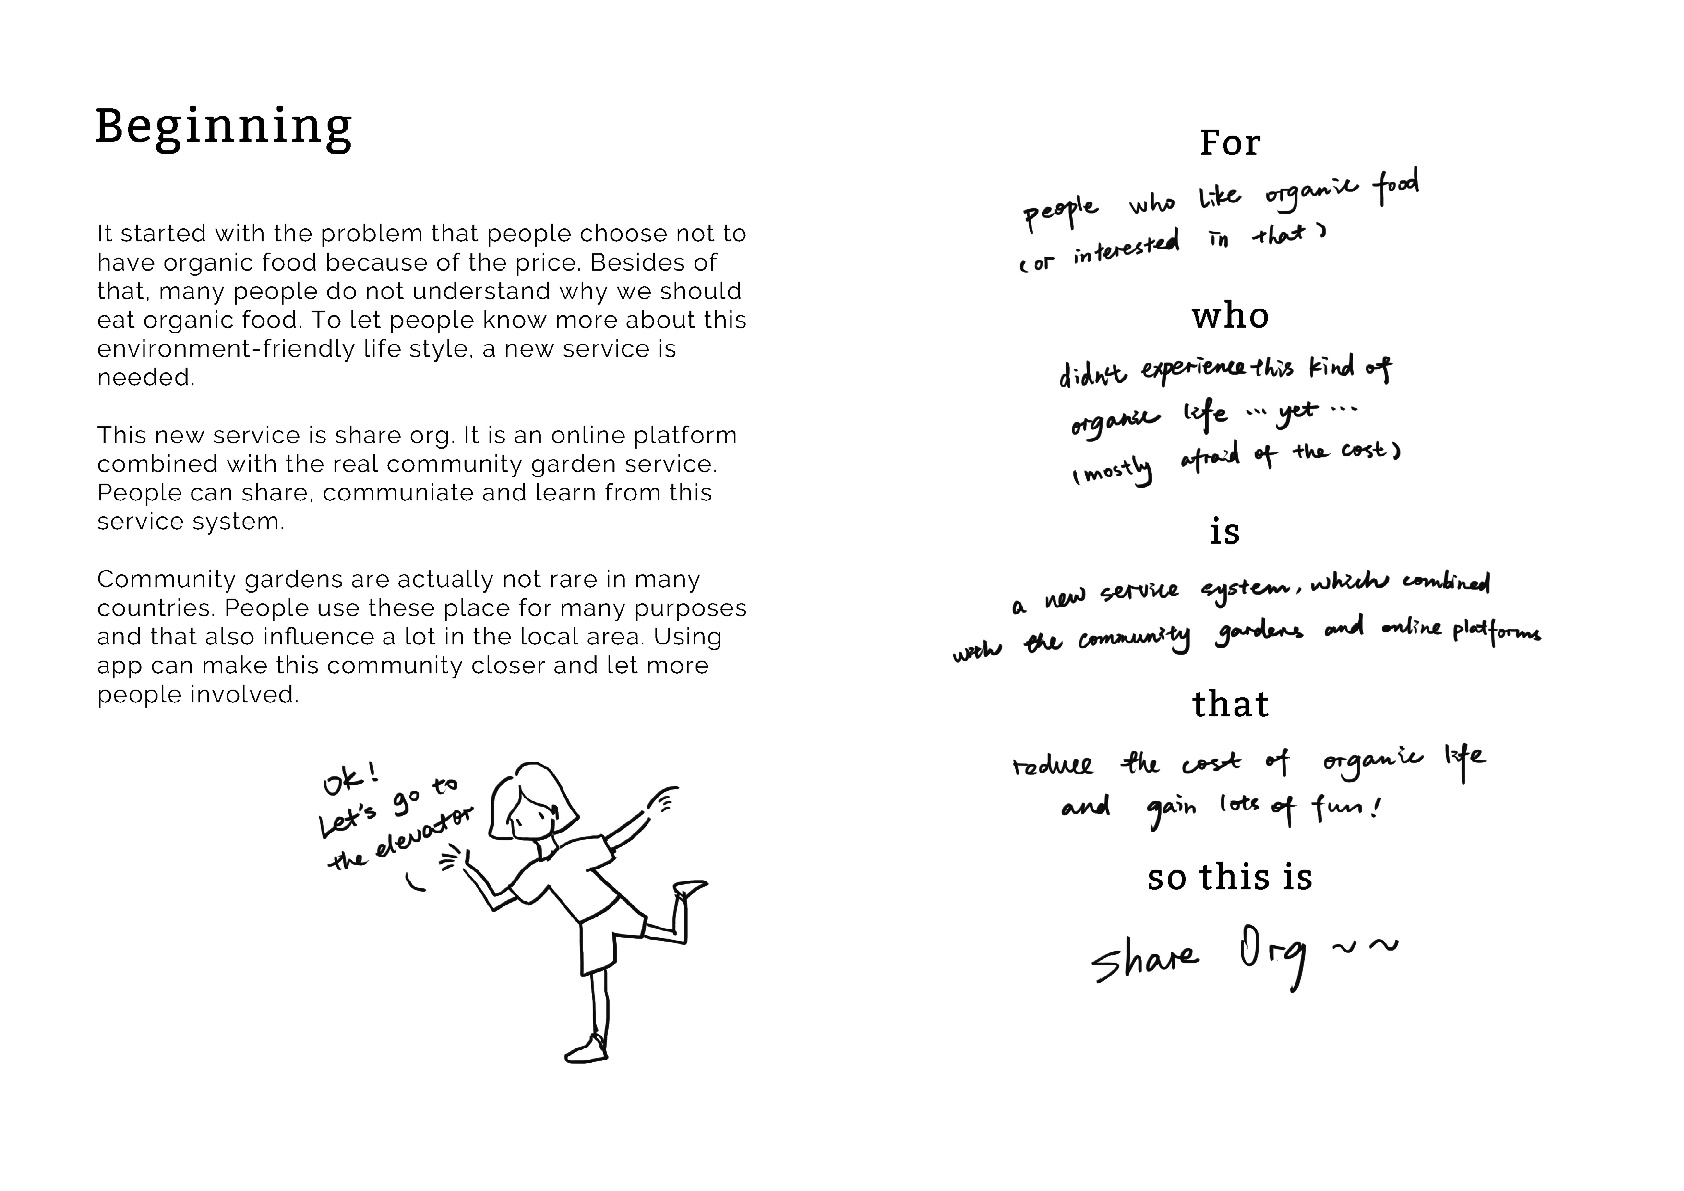 Beginning
It started with the problem that people choose not to
have organic food because of the price. Besides of
that, many people do not understand why we should
eat organic food. To let people know more about this
environment-friendly life style, a new service is
needed.
This new service is share org. It is an online platform
combined with the real community garden service.
People can share, communiate and learn from this
service system.
Community gardens are actually not rare in many
countries. People use these place for many purposes
and that also influence a lot in the local area. Using
app can make this community closer and let more
people involved.
Ok!
Let's go to
the elevator
For
people who like organic food
(or interested in that)
who
didn't experience this kind of
organic life ... yet ...
(mostly afraid of the cost)
is
a new service system, which combined
with the community gardens and online platforms
that
reduce the cost of organic life
and gain lots of fun!
so this is
share Org ~ ~